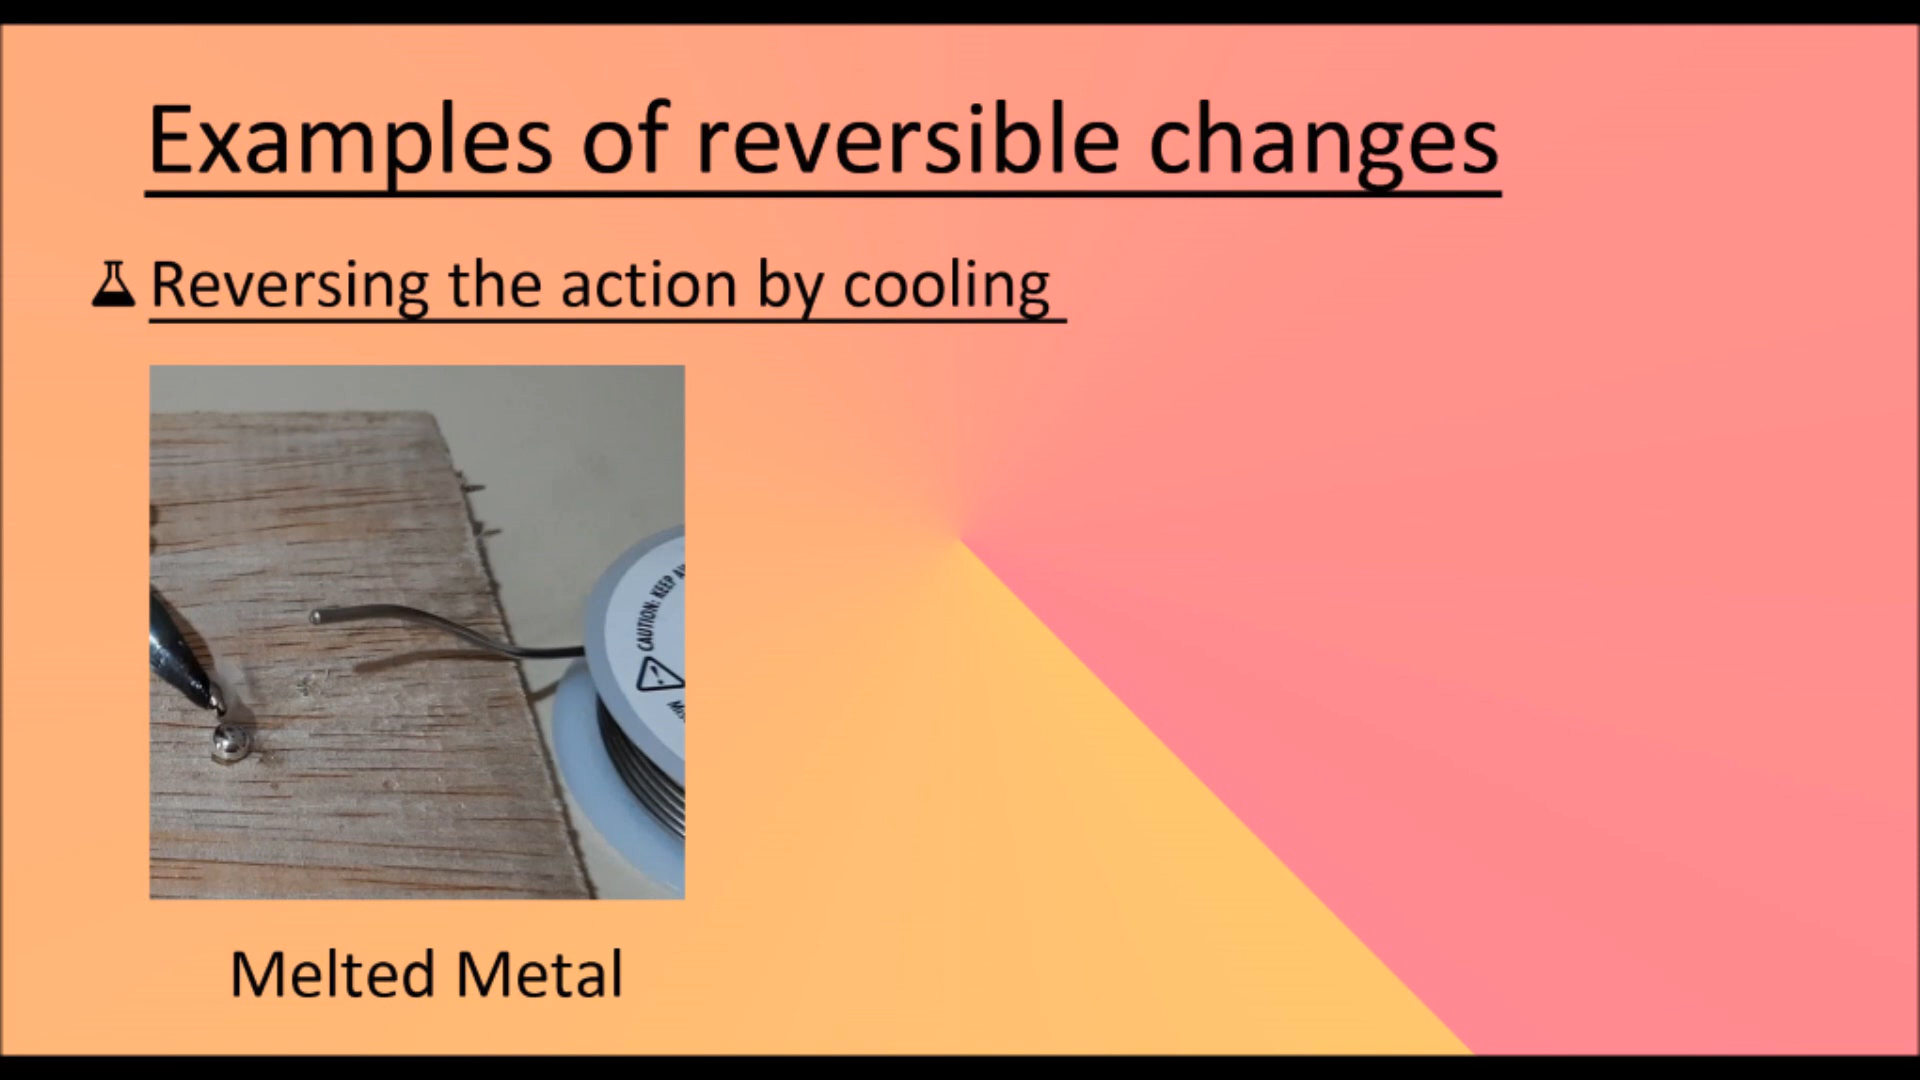 Examples of reversible changes
Reversing the action by cooling
CAUTION: KEEP
Melted Metal